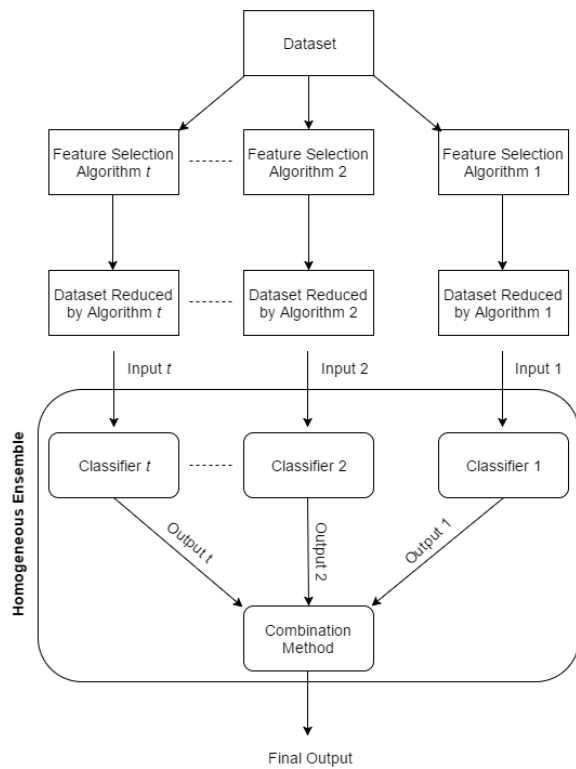 Dataset
Feature Selection
Algorithm t
Feature Selection
Algorithm 2
Feature Selection
Algorithm 1
Dataset Reduced
by Algorithm t
Dataset Reduced
by Algorithm 2
Dataset Reduced
by Algorithm 1
Input t
Input 2
Input 1
Homogeneous Ensemble
Classifier t
Classifier 2
Classifier 1
Output t
Output 2
Output 1
Combination
Method
Final Output